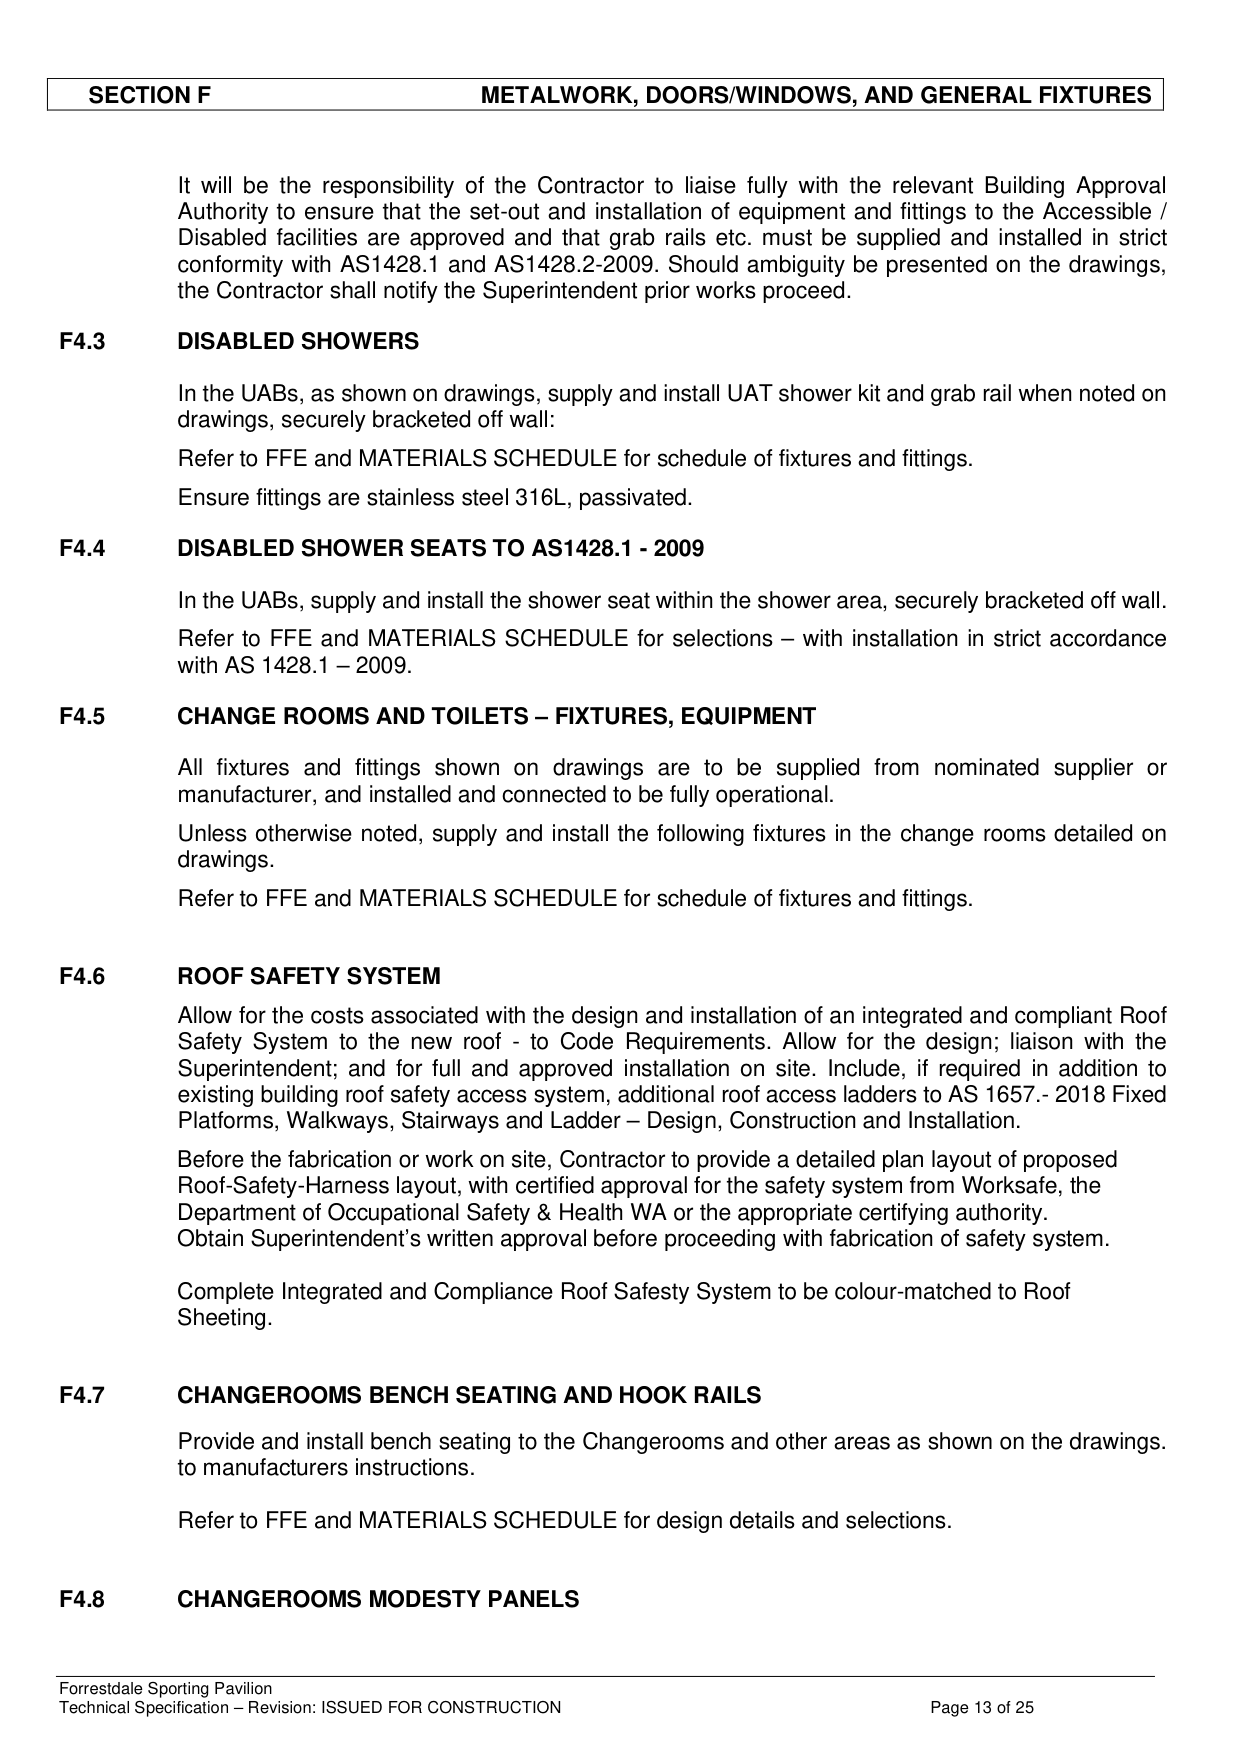 SECTION F METALWORK, DOORS/WINDOWS, AND GENERAL FIXTURES
It will be the responsibility of the Contractor to liaise fully with the relevant Building Approval
Authority to ensure that the set-out and installation of equipment and fittings to the Accessible /
Disabled facilities are approved and that grab rails etc. must be supplied and installed in strict
conformity with AS1428.1 and AS1428.2-2009. Should ambiguity be presented on the drawings,
the Contractor shall notify the Superintendent prior works proceed.
F4.3 DISABLED SHOWERS
In the UABs, as shown on drawings, supply and install UAT shower kit and grab rail when noted on
drawings, securely bracketed off wall:
Refer to FFE and MATERIALS SCHEDULE for schedule of fixtures and fittings.
Ensure fittings are stainless steel 316L, passivated.
F4.4 DISABLED SHOWER SEATS TO AS1428.1 - 2009
In the UABs, supply and install the shower seat within the shower area, securely bracketed off wall.
Refer to FFE and MATERIALS SCHEDULE for selections – with installation in strict accordance
with AS 1428.1 – 2009.
F4.5 CHANGE ROOMS AND TOILETS – FIXTURES, EQUIPMENT
All fixtures and fittings shown on drawings are to be supplied from nominated supplier or
manufacturer, and installed and connected to be fully operational.
Unless otherwise noted, supply and install the following fixtures in the change rooms detailed on
drawings.
Refer to FFE and MATERIALS SCHEDULE for schedule of fixtures and fittings.
F4.6 ROOF SAFETY SYSTEM
Allow for the costs associated with the design and installation of an integrated and compliant Roof
Safety System to the new roof - to Code Requirements. Allow for the design; liaison with the
Superintendent; and for full and approved installation on site. Include, if required in addition to
existing building roof safety access system, additional roof access ladders to AS 1657.- 2018 Fixed
Platforms, Walkways, Stairways and Ladder – Design, Construction and Installation.
Before the fabrication or work on site, Contractor to provide a detailed plan layout of proposed
Roof-Safety-Harness layout, with certified approval for the safety system from Worksafe, the
Department of Occupational Safety & Health WA or the appropriate certifying authority.
Obtain Superintendent’s written approval before proceeding with fabrication of safety system.
Complete Integrated and Compliance Roof Safesty System to be colour-matched to Roof
Sheeting.
F4.7 CHANGEROOMS BENCH SEATING AND HOOK RAILS
Provide and install bench seating to the Changerooms and other areas as shown on the drawings.
to manufacturers instructions.
Refer to FFE and MATERIALS SCHEDULE for design details and selections.
F4.8 CHANGEROOMS MODESTY PANELS
Forrestdale Sporting Pavilion
Technical Specification – Revision: ISSUED FOR CONSTRUCTION Page 13 of 25